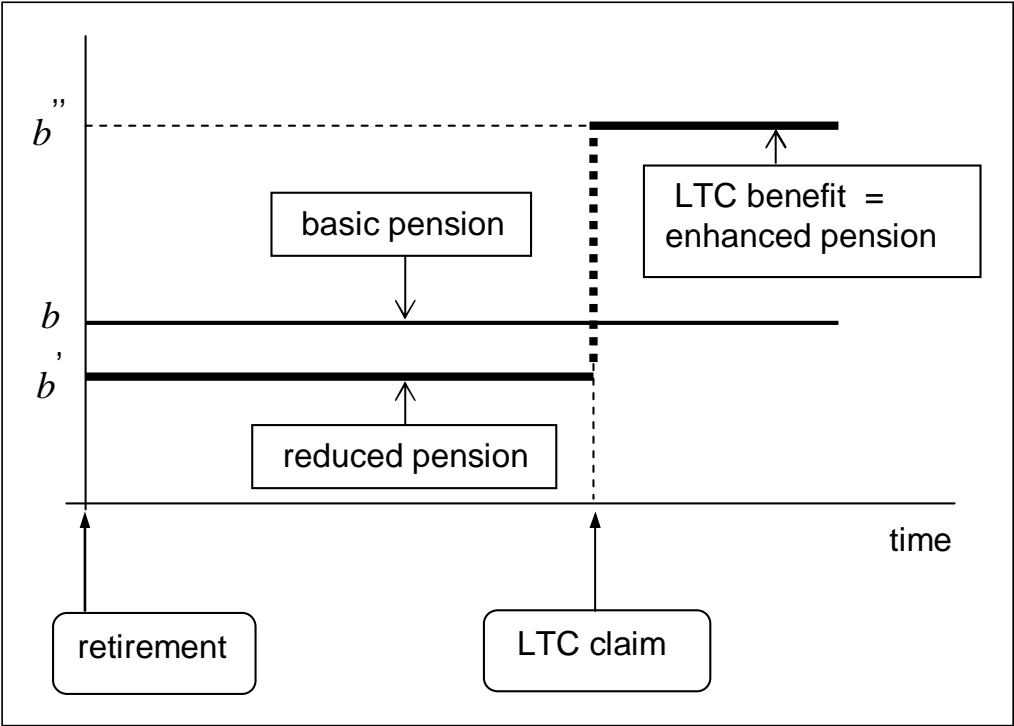 b''
LTC benefit =
enhanced pension
basic pension
b
b'
reduced pension
time
retirement
LTC claim